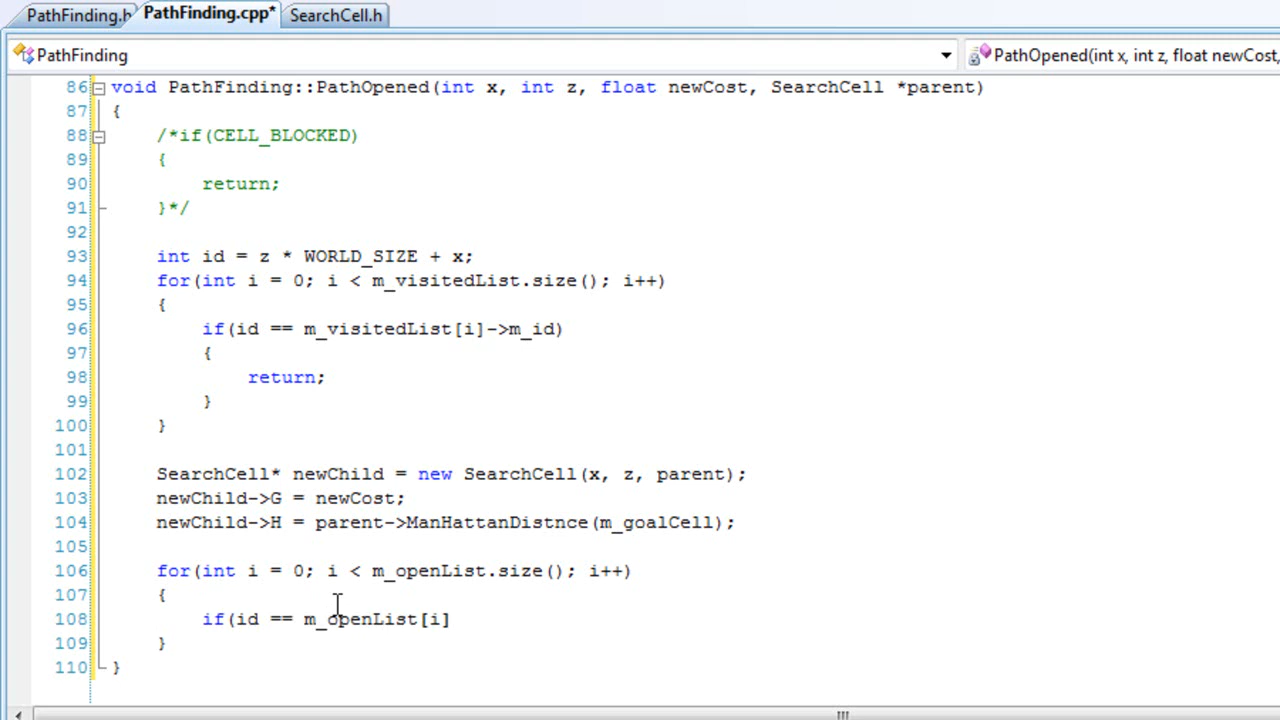 PathFinding.h PathFinding.cpp* SearchCell.h
PathFinding PathOpened(int x, int z, float newCost,
86 void PathFinding::PathOpened(int x, int z, float newCost, SearchCell *parent)
87 {
88 /*if(CELL_BLOCKED)
89 {
90 return;
91 }*/
92
93 int id = z * WORLD_SIZE + x;
94 for(int i = 0; i < m_visitedList.size(); i++)
95 {
96 if(id == m_visitedList[i]->m_id)
97 {
98 return;
99 }
100 }
101
102 SearchCell* newChild = new SearchCell(x, z, parent);
103 newChild->G = newCost;
104 newChild->H = parent->ManHattanDistnce(m_goalCell);
105
106 for(int i = 0; i < m_openList.size(); i++)
107 {
108 if(id == m_openList[i]
109 }
110 }